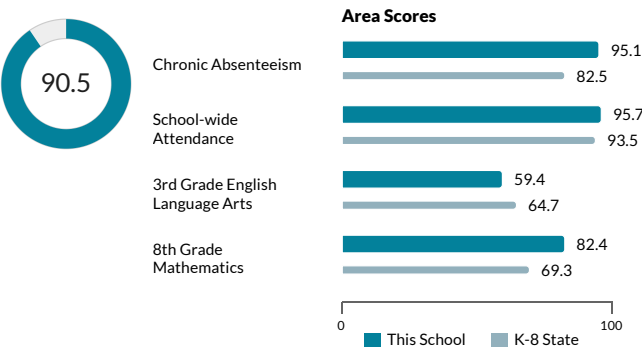 Area Scores
90.5
Chronic Absenteeism
95.1
82.5
School-wide
Attendance
95.7
93.5
3rd Grade English
Language Arts
59.4
64.7
8th Grade
Mathematics
82.4
69.3
0
100
This School
K-8 State